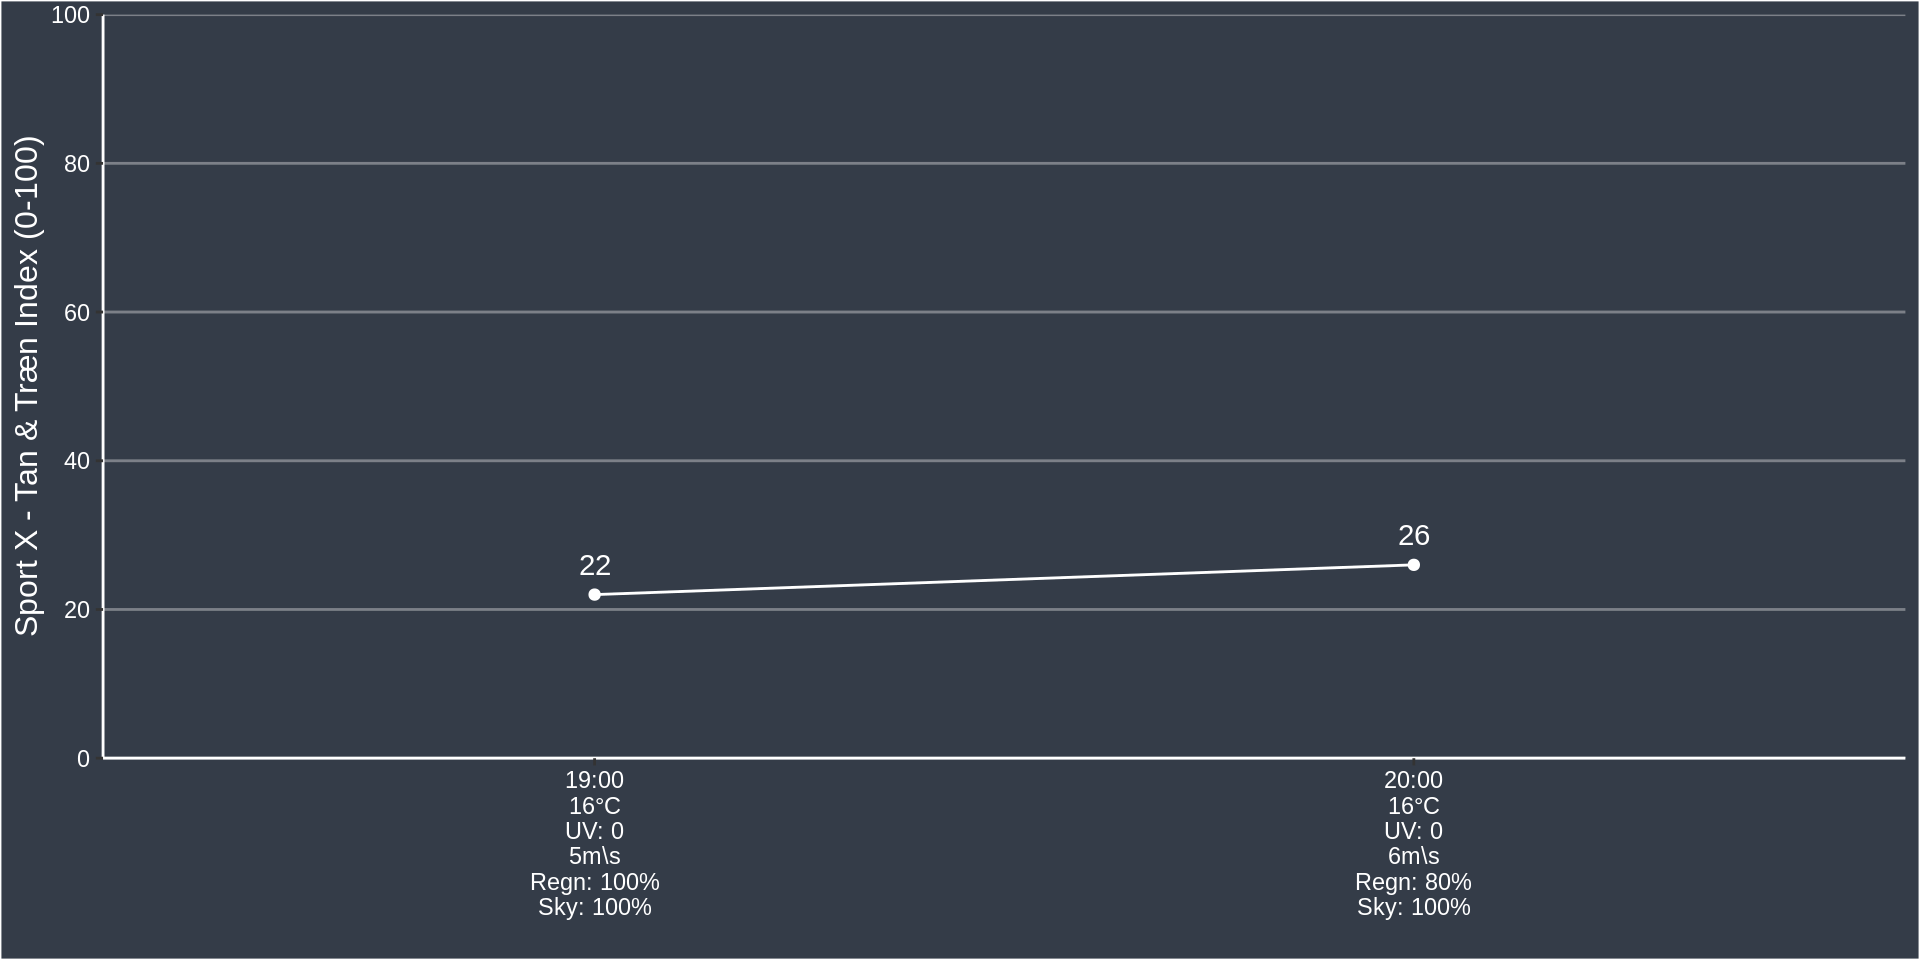 Sport X - Tan & Træn Index (0-100)
100
80
60
40
20
0
22
26
19:00
16°C
UV: 0
5m\s
Regn: 100%
Sky: 100%
20:00
16°C
UV: 0
6m\s
Regn: 80%
Sky: 100%